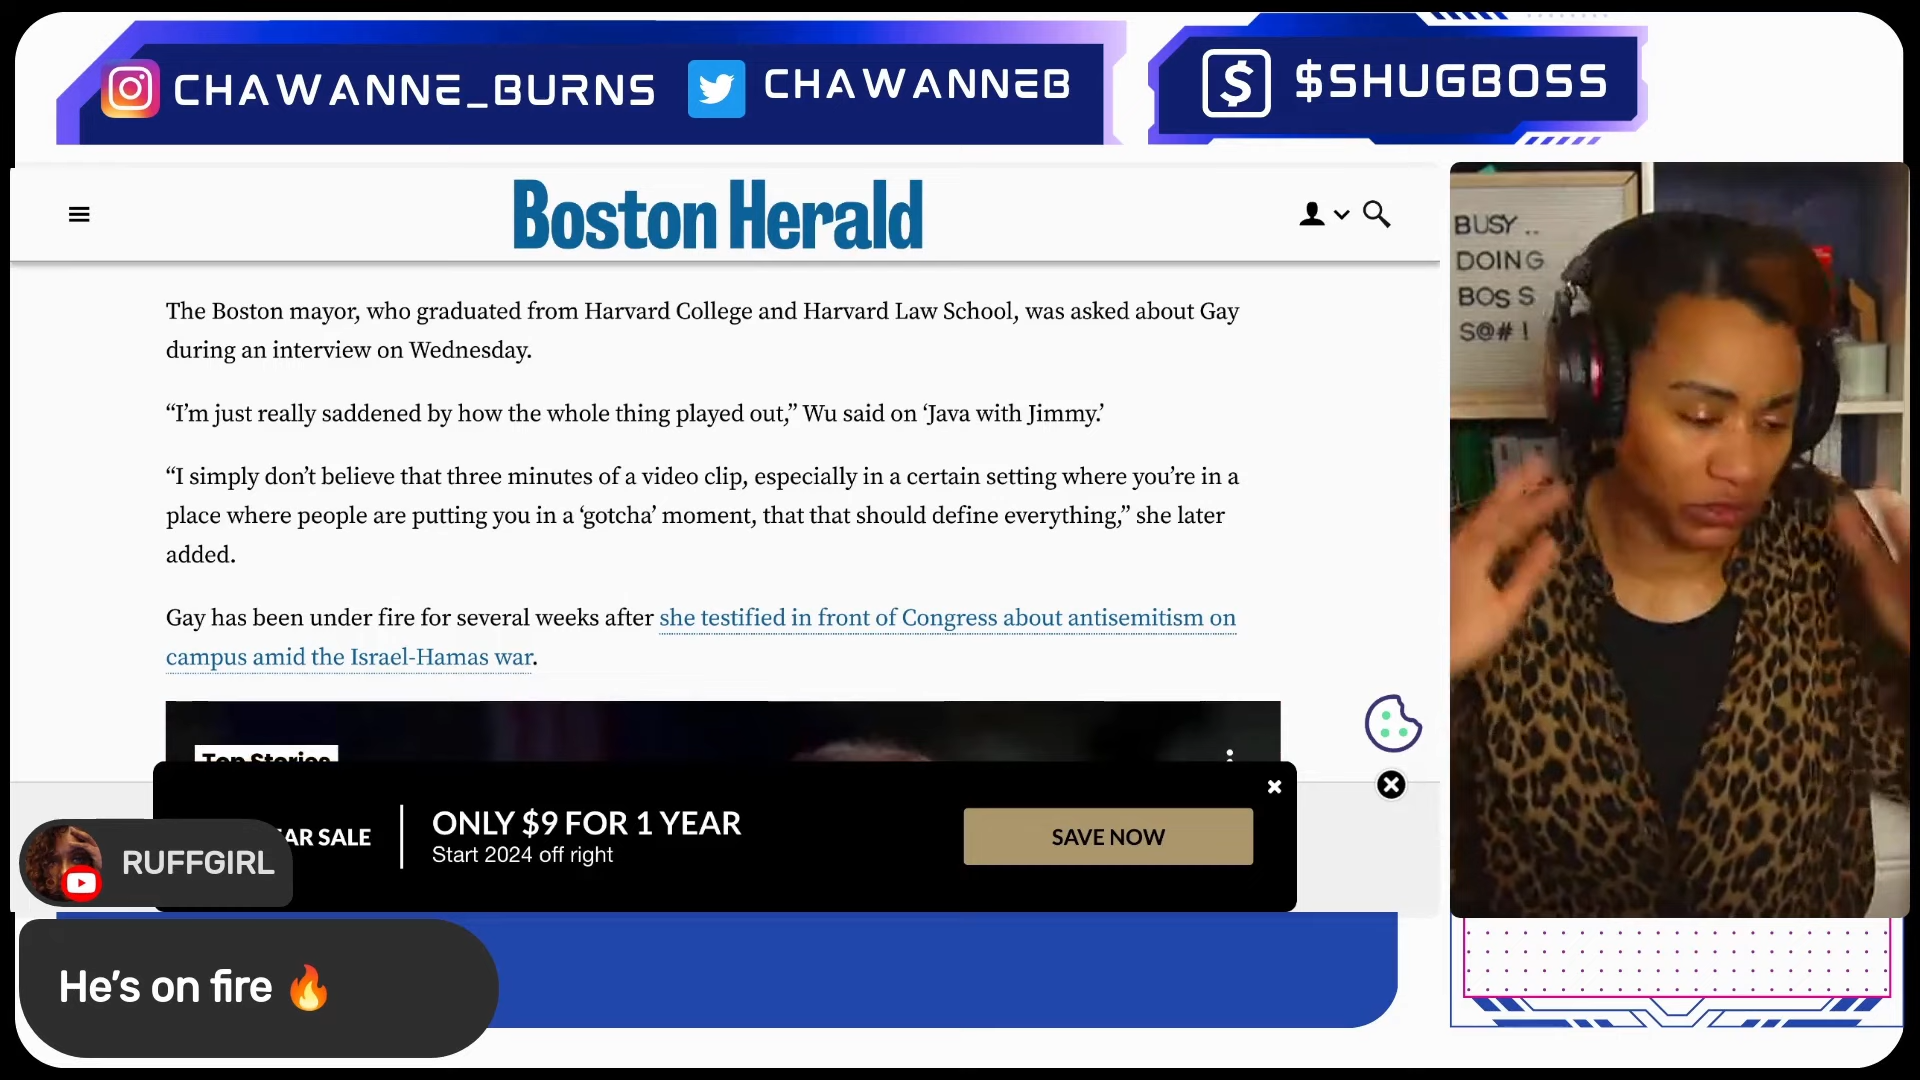 CHAWANNE_BURNS
CHAWANNEB
$SHUGBOSS
Boston Herald
BUSY ..
DOING
BOSS
S@#!
The Boston mayor, who graduated from Harvard College and Harvard Law School, was asked about Gay
during an interview on Wednesday.
“I’m just really saddened by how the whole thing played out,” Wu said on ‘Java with Jimmy.’
“I simply don’t believe that three minutes of a video clip, especially in a certain setting where you’re in a
place where people are putting you in a ‘gotcha’ moment, that that should define everything,” she later
added.
Gay has been under fire for several weeks after she testified in front of Congress about antisemitism on
campus amid the Israel-Hamas war.
Top Stories
AR SALE
ONLY $9 FOR 1 YEAR
Start 2024 off right
SAVE NOW
RUFFGIRL
He’s on fire 🔥